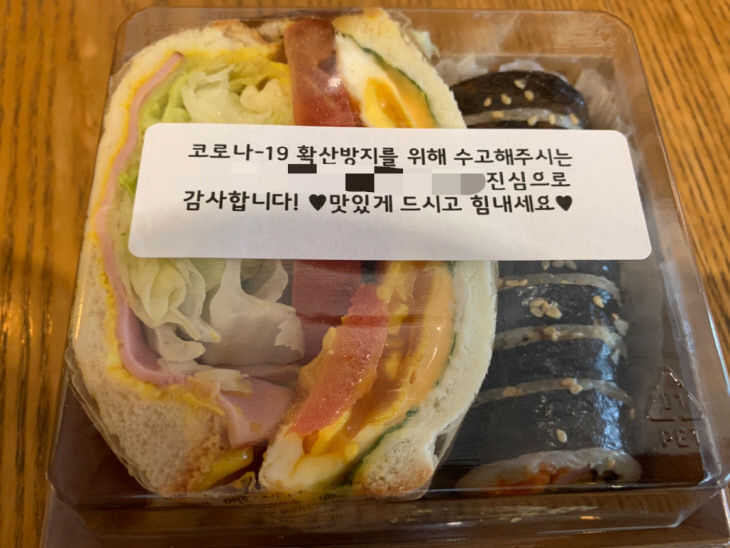 코로나-19 확산방지를 위해 수고해주시는
진심으로
감사합니다! ♥맛있게 드시고 힘내세요♥
PET